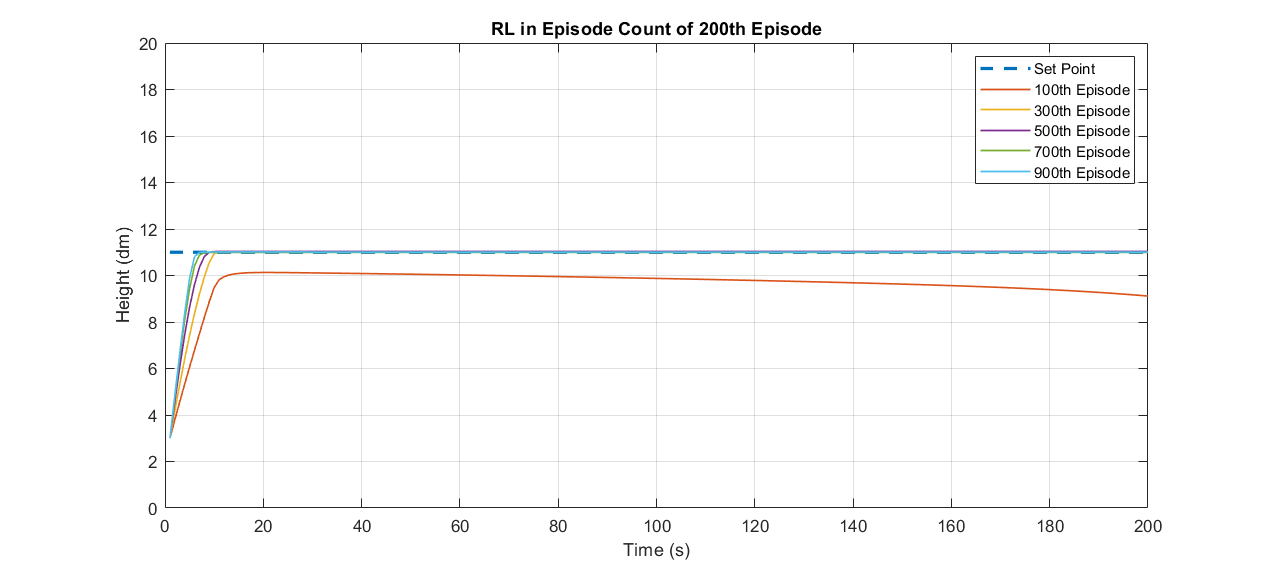 RL in Episode Count of 200th Episode
20
18
16
14
12
10
8
6
4
2
0
Height (dm)
Set Point
100th Episode
300th Episode
500th Episode
700th Episode
900th Episode
0 20 40 60 80 100 120 140 160 180 200
Time (s)